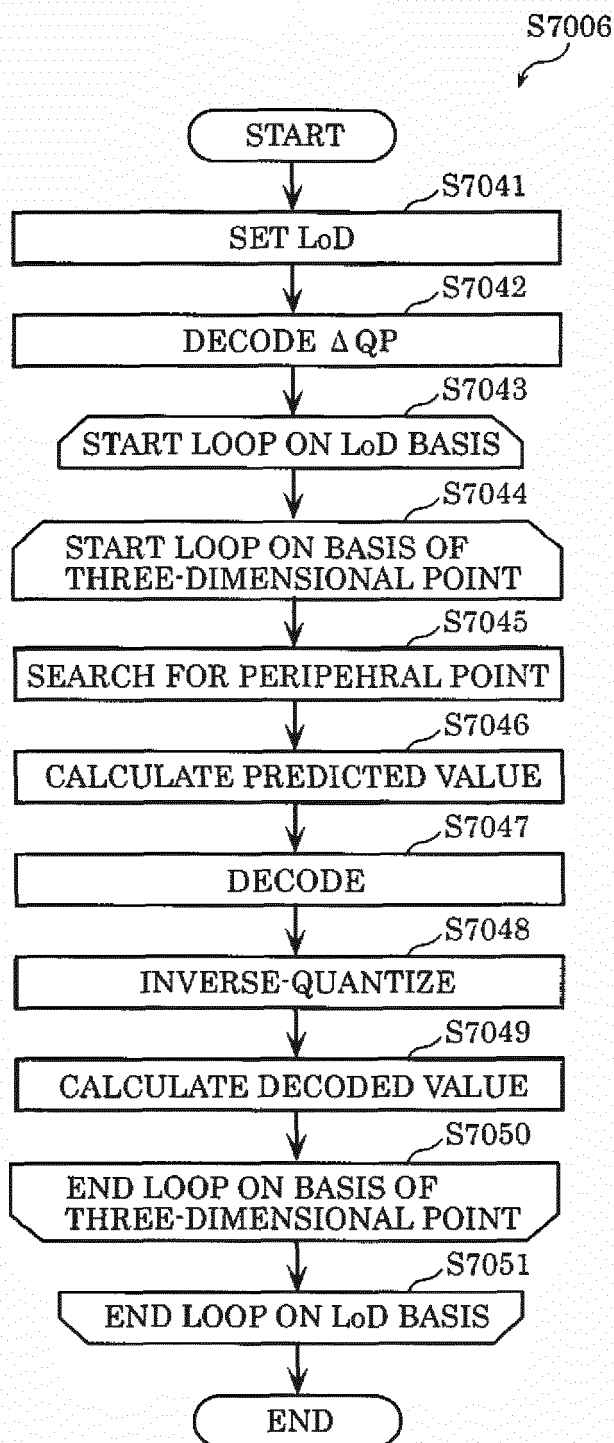 S7006
START
S7041
SET LoD
S7042
DECODE Δ QP
S7043
START LOOP ON LoD BASIS
S7044
START LOOP ON BASIS OF
THREE-DIMENSIONAL POINT
S7045
SEARCH FOR PERIPEHRAL POINT
S7046
CALCULATE PREDICTED VALUE
S7047
DECODE
S7048
INVERSE-QUANTIZE
S7049
CALCULATE DECODED VALUE
S7050
END LOOP ON BASIS OF
THREE-DIMENSIONAL POINT
S7051
END LOOP ON LoD BASIS
END